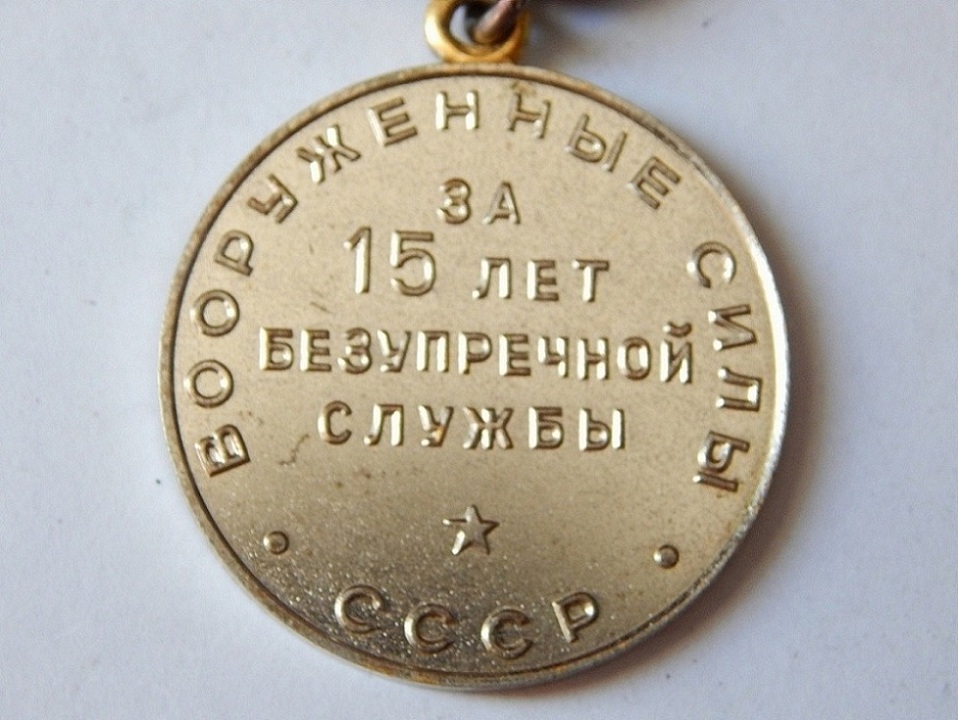 ВООРУЖЕННЫЕ СИЛЫ
ЗА
15 ЛЕТ
БЕЗУПРЕЧНОЙ
СЛУЖБЫ
СССР